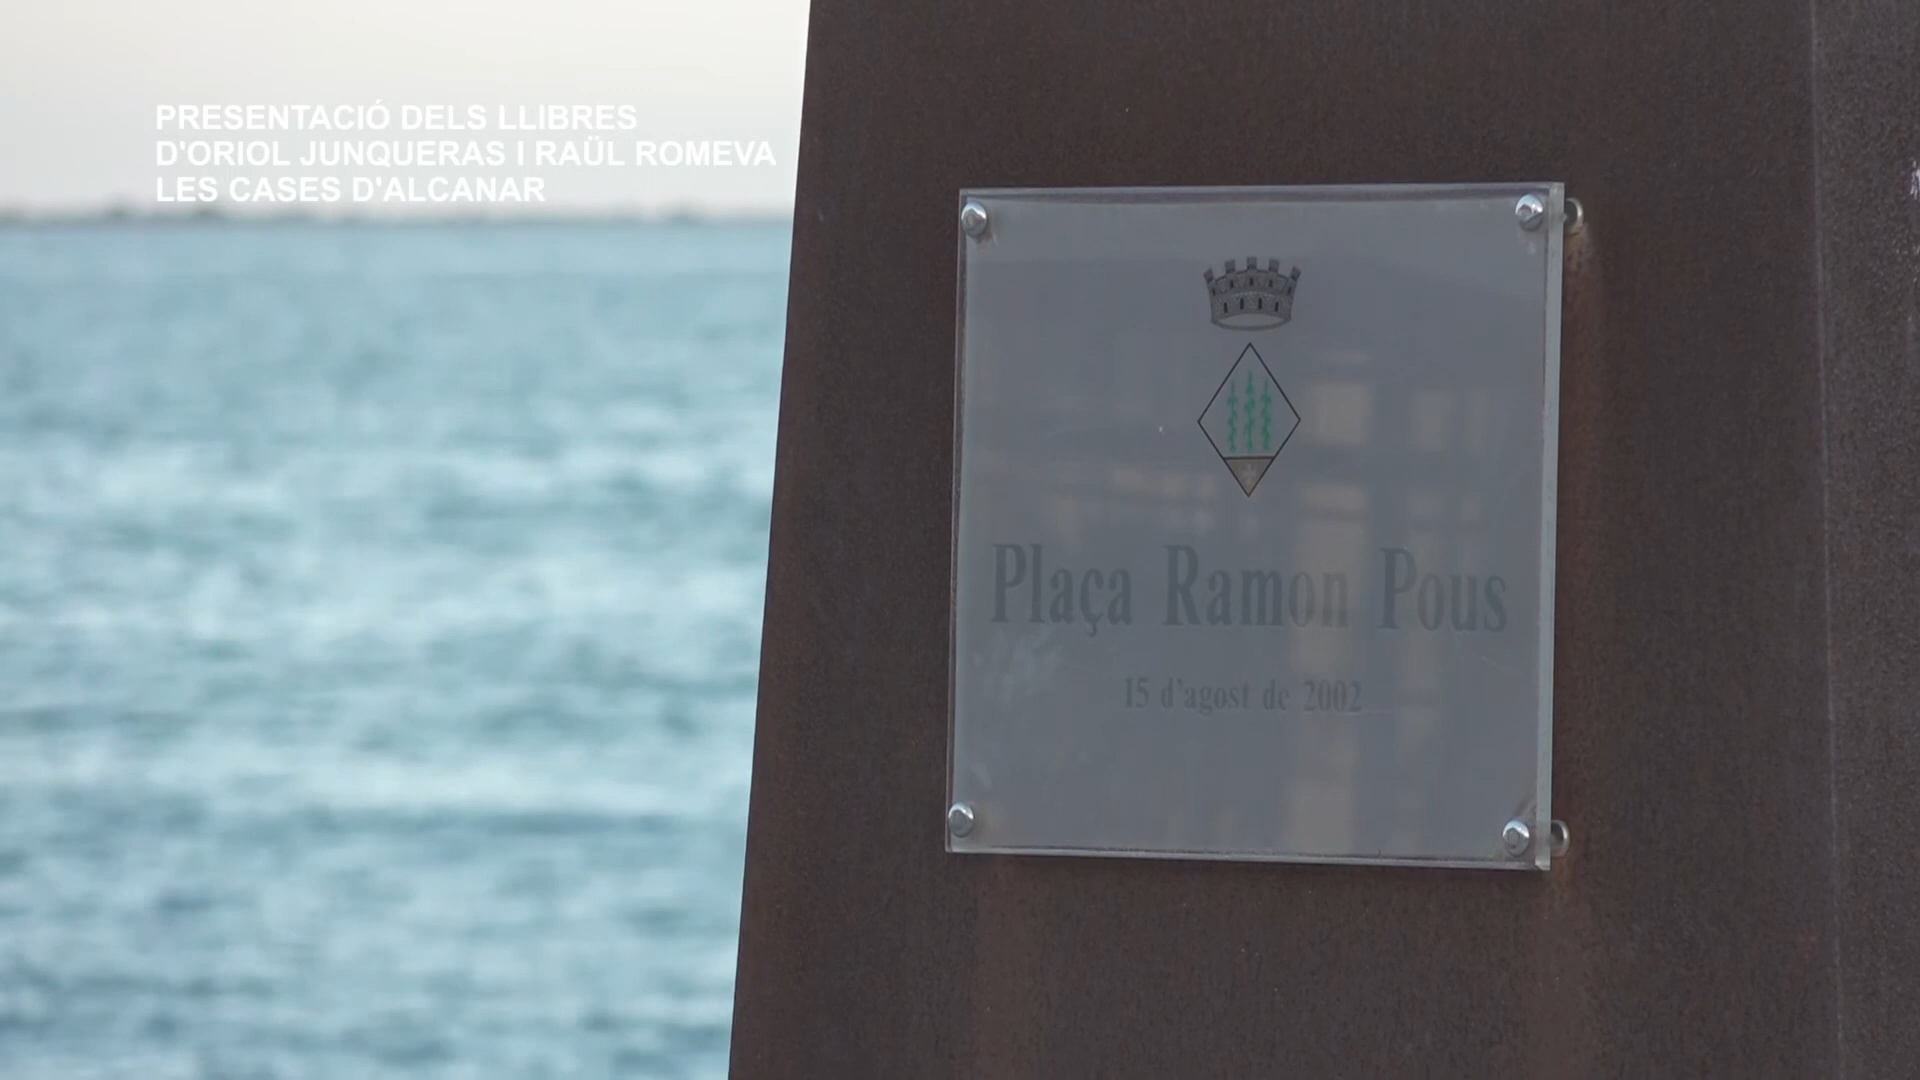 PRESENTACIÓ DELS LLIBRES
D'ORIOL JUNQUERAS I RAÜL ROMEVA
LES CASES D'ALCANAR
Plaça Ramon Pous
15 d'agost de 2002